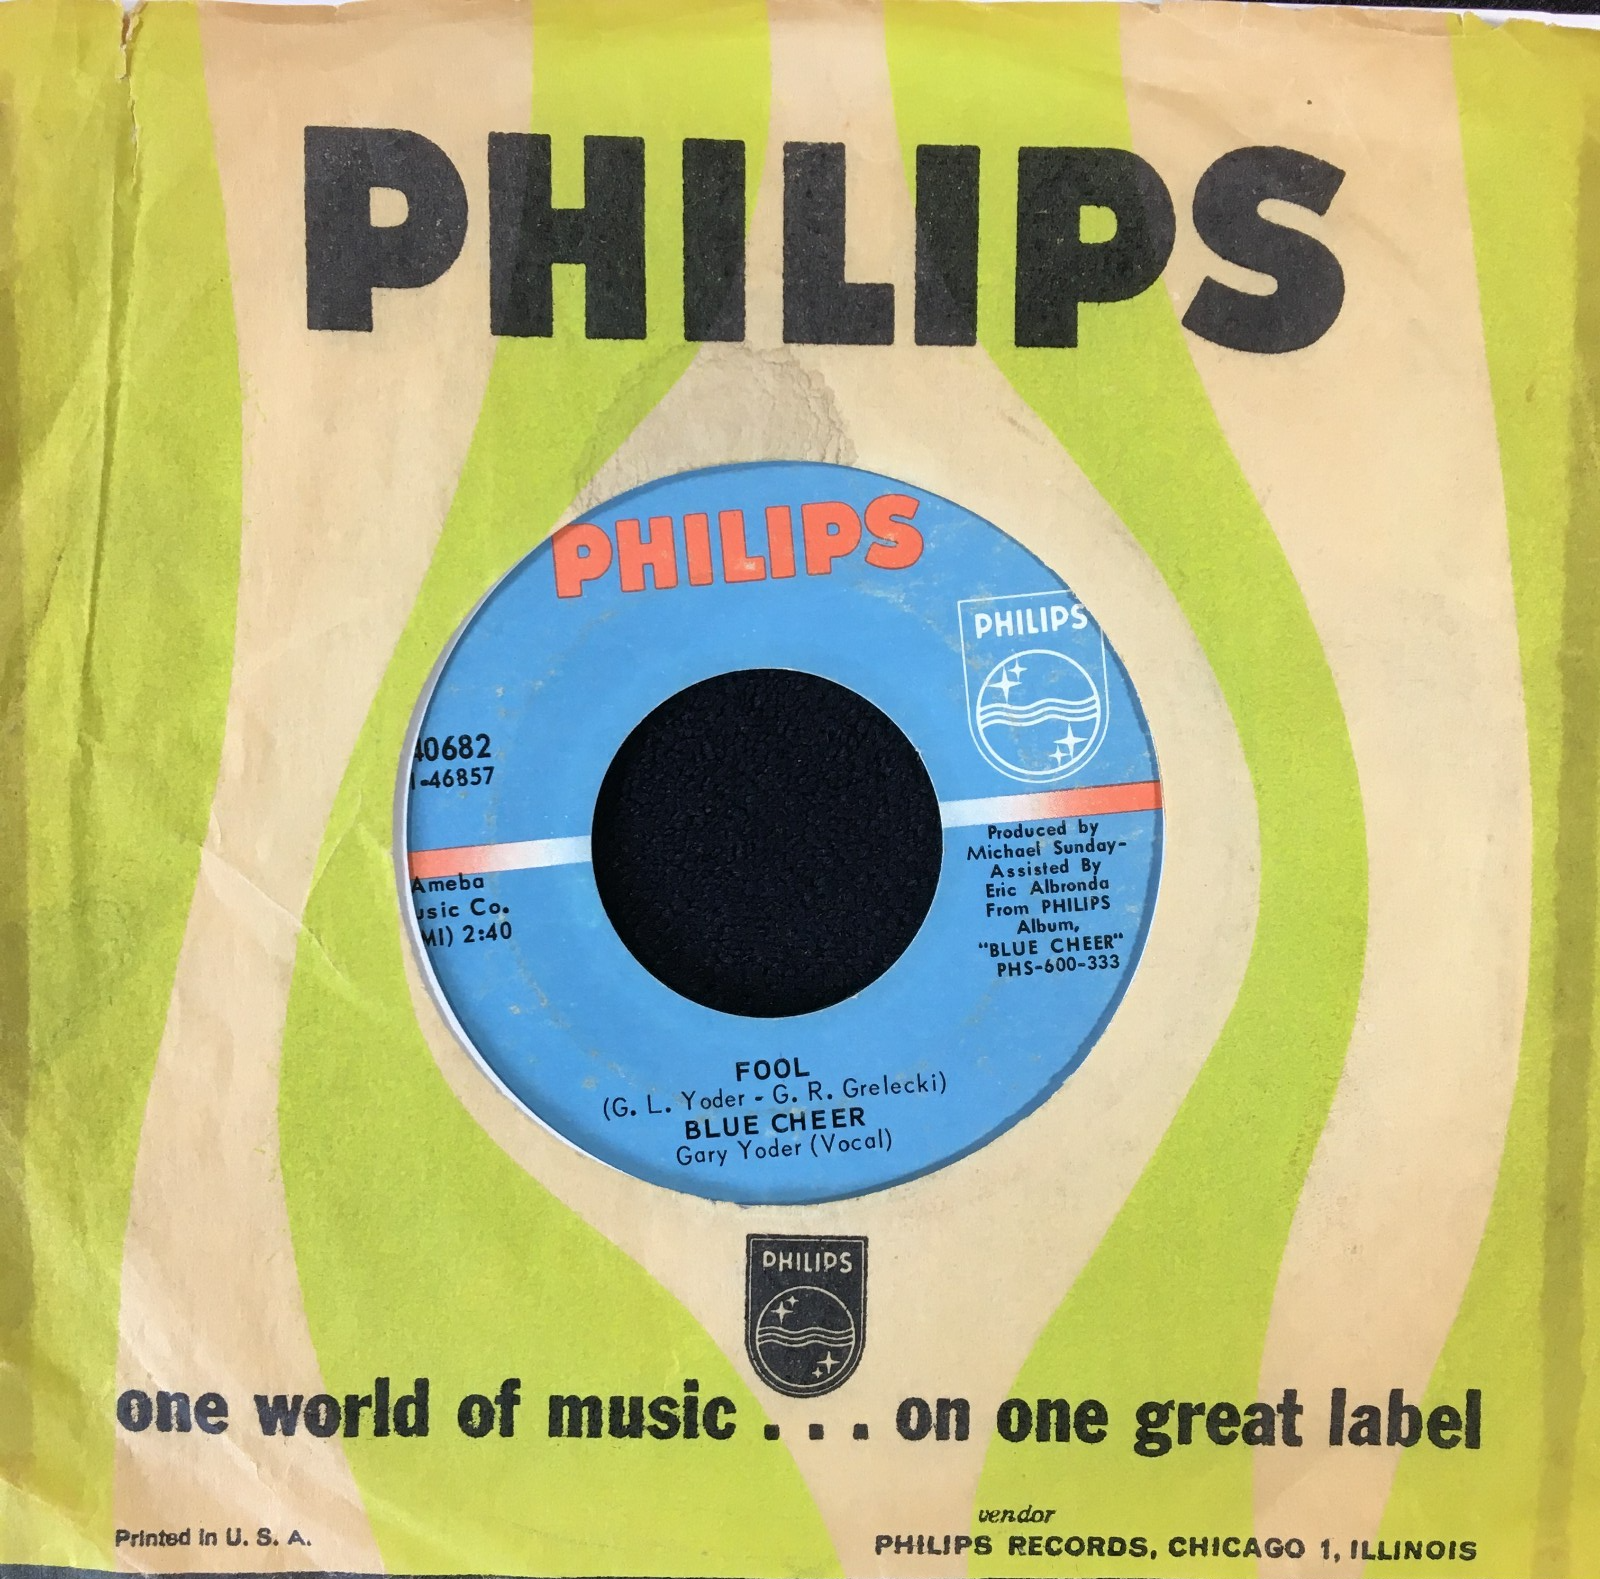 PHILIPS
PHILIPS
PHILIPS
40682
1-46857
Ameba
usic Co.
MI) 2:40
Produced by
Michael Sunday-
Assisted By
Eric Albronda
From PHILIPS
Album,
"BLUE CHEER"
PHS-600-333
FOOL
(G. L. Yoder - G. R. Grelecki)
BLUE CHEER
Gary Yoder (Vocal)
PHILIPS
one world of music . . . on one great label
Printed in U. S. A.
vendor
PHILIPS RECORDS, CHICAGO 1, ILLINOIS